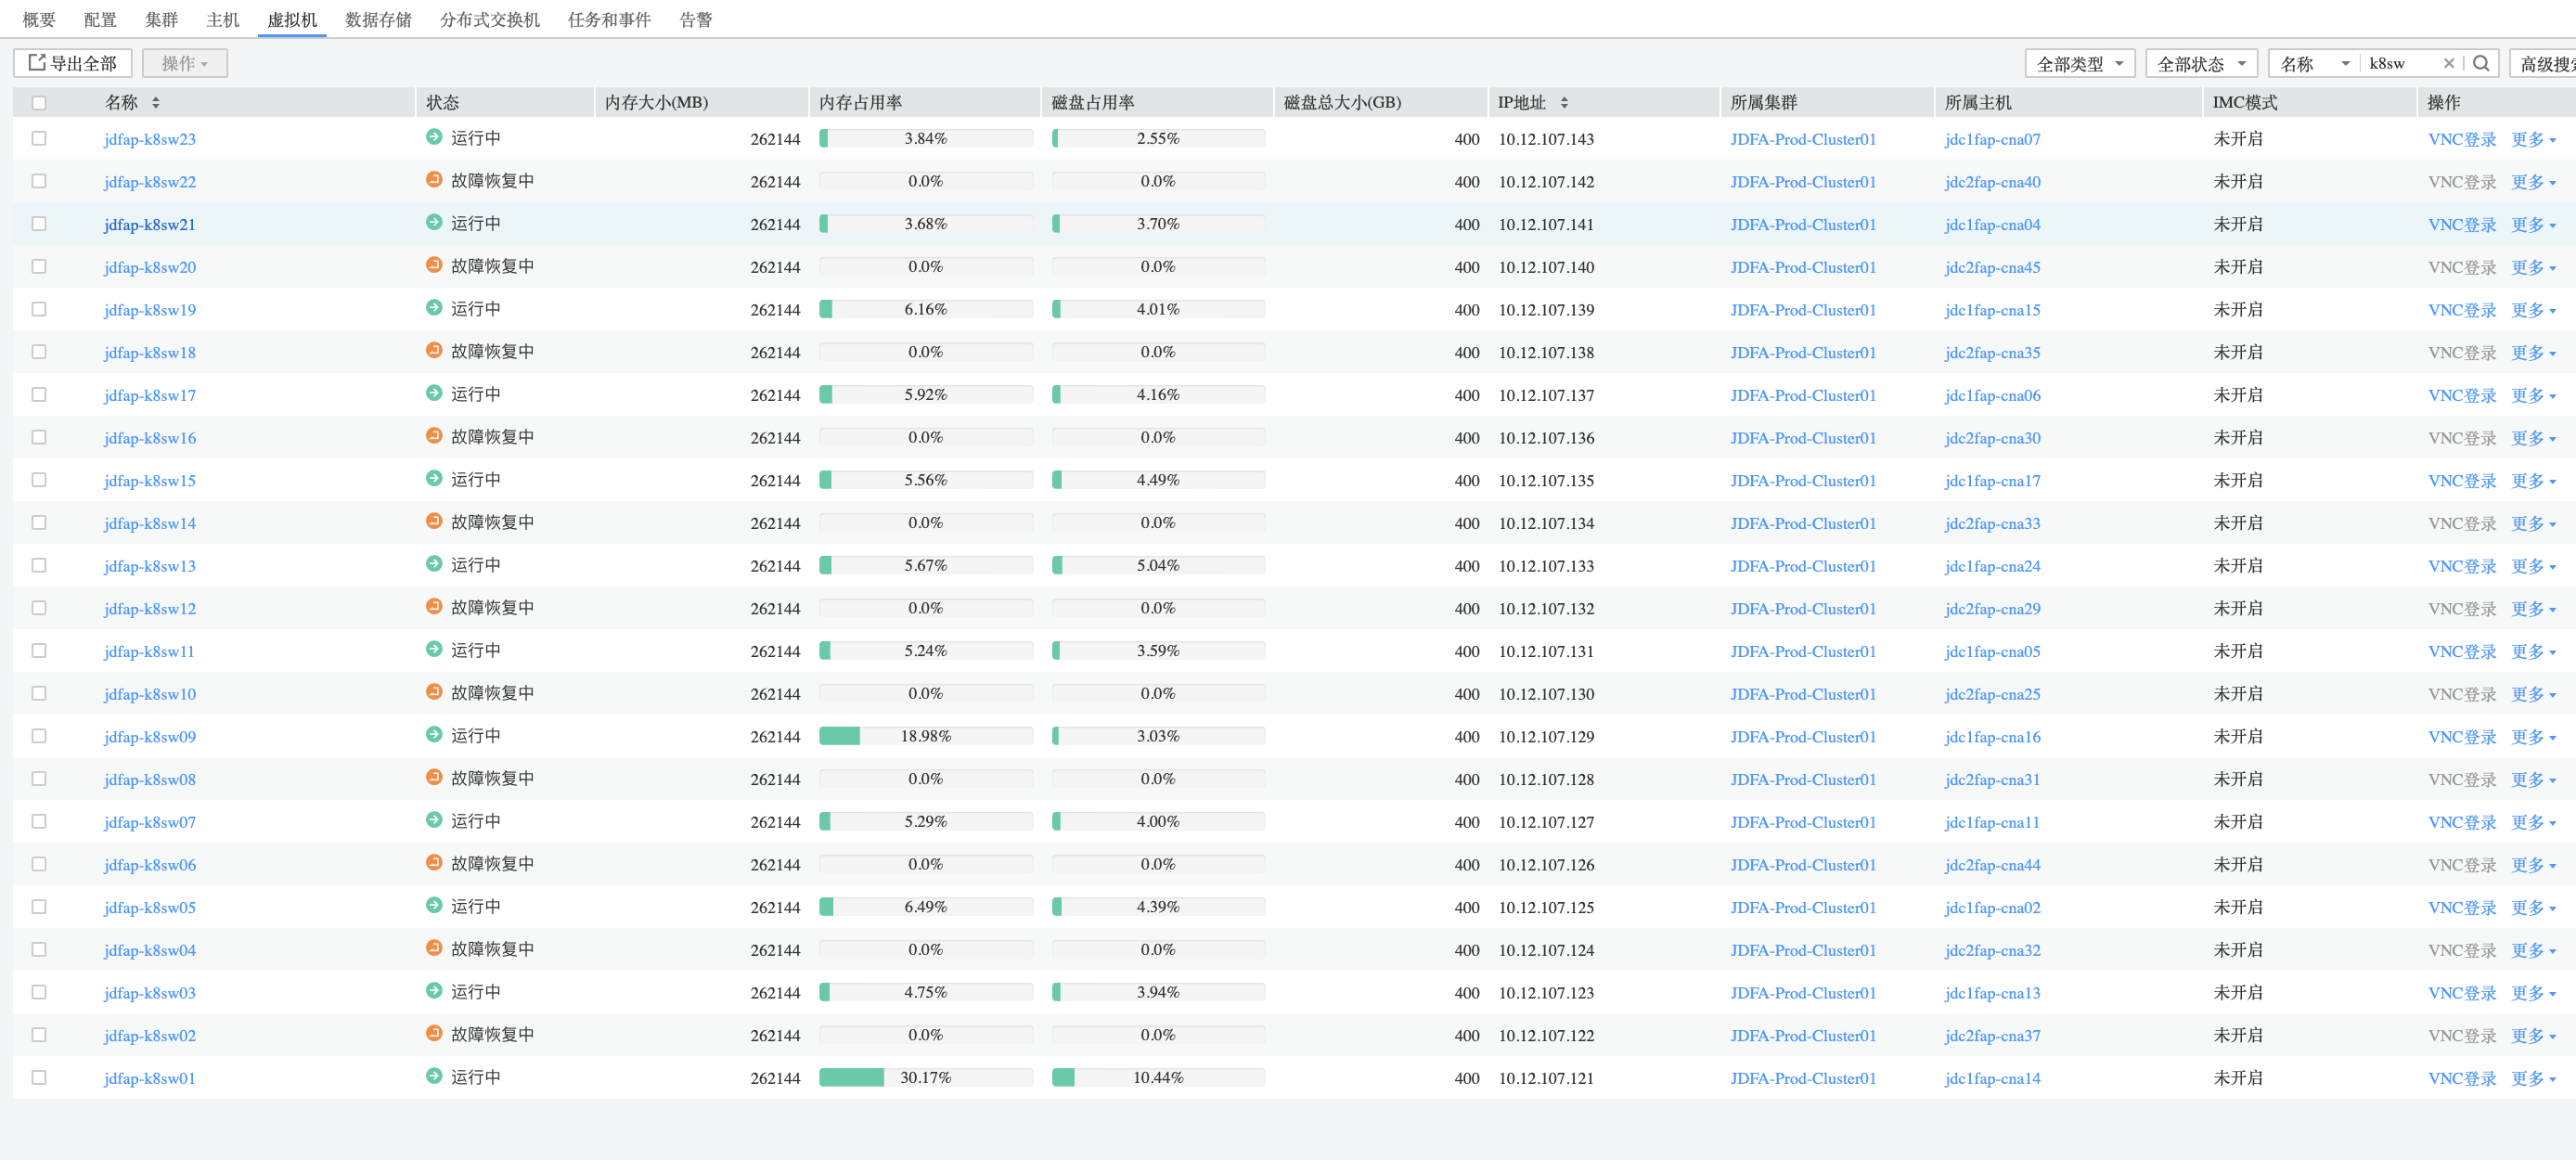 概要 配置 集群 主机 虚拟机 数据存储 分布式交换机 任务和事件 告警
导出全部 操作 全部类型 全部状态 名称 k8sw 高级搜索
名称 状态 内存大小(MB) 内存占用率 磁盘占用率 磁盘总大小(GB) IP地址 所属集群 所属主机 IMC模式 操作
jdfap-k8sw23 运行中 262144 3.84% 2.55% 400 10.12.107.143 JDFA-Prod-Cluster01 jdc1fap-cna07 未开启 VNC登录 更多
jdfap-k8sw22 故障恢复中 262144 0.0% 0.0% 400 10.12.107.142 JDFA-Prod-Cluster01 jdc2fap-cna40 未开启 VNC登录 更多
jdfap-k8sw21 运行中 262144 3.68% 3.70% 400 10.12.107.141 JDFA-Prod-Cluster01 jdc1fap-cna04 未开启 VNC登录 更多
jdfap-k8sw20 故障恢复中 262144 0.0% 0.0% 400 10.12.107.140 JDFA-Prod-Cluster01 jdc2fap-cna45 未开启 VNC登录 更多
jdfap-k8sw19 运行中 262144 6.16% 4.01% 400 10.12.107.139 JDFA-Prod-Cluster01 jdc1fap-cna15 未开启 VNC登录 更多
jdfap-k8sw18 故障恢复中 262144 0.0% 0.0% 400 10.12.107.138 JDFA-Prod-Cluster01 jdc2fap-cna35 未开启 VNC登录 更多
jdfap-k8sw17 运行中 262144 5.92% 4.16% 400 10.12.107.137 JDFA-Prod-Cluster01 jdc1fap-cna06 未开启 VNC登录 更多
jdfap-k8sw16 故障恢复中 262144 0.0% 0.0% 400 10.12.107.136 JDFA-Prod-Cluster01 jdc2fap-cna30 未开启 VNC登录 更多
jdfap-k8sw15 运行中 262144 5.56% 4.49% 400 10.12.107.135 JDFA-Prod-Cluster01 jdc1fap-cna17 未开启 VNC登录 更多
jdfap-k8sw14 故障恢复中 262144 0.0% 0.0% 400 10.12.107.134 JDFA-Prod-Cluster01 jdc2fap-cna33 未开启 VNC登录 更多
jdfap-k8sw13 运行中 262144 5.67% 5.04% 400 10.12.107.133 JDFA-Prod-Cluster01 jdc1fap-cna24 未开启 VNC登录 更多
jdfap-k8sw12 故障恢复中 262144 0.0% 0.0% 400 10.12.107.132 JDFA-Prod-Cluster01 jdc2fap-cna29 未开启 VNC登录 更多
jdfap-k8sw11 运行中 262144 5.24% 3.59% 400 10.12.107.131 JDFA-Prod-Cluster01 jdc1fap-cna05 未开启 VNC登录 更多
jdfap-k8sw10 故障恢复中 262144 0.0% 0.0% 400 10.12.107.130 JDFA-Prod-Cluster01 jdc2fap-cna25 未开启 VNC登录 更多
jdfap-k8sw09 运行中 262144 18.98% 3.03% 400 10.12.107.129 JDFA-Prod-Cluster01 jdc1fap-cna16 未开启 VNC登录 更多
jdfap-k8sw08 故障恢复中 262144 0.0% 0.0% 400 10.12.107.128 JDFA-Prod-Cluster01 jdc2fap-cna31 未开启 VNC登录 更多
jdfap-k8sw07 运行中 262144 5.29% 4.00% 400 10.12.107.127 JDFA-Prod-Cluster01 jdc1fap-cna11 未开启 VNC登录 更多
jdfap-k8sw06 故障恢复中 262144 0.0% 0.0% 400 10.12.107.126 JDFA-Prod-Cluster01 jdc2fap-cna44 未开启 VNC登录 更多
jdfap-k8sw05 运行中 262144 6.49% 4.39% 400 10.12.107.125 JDFA-Prod-Cluster01 jdc1fap-cna02 未开启 VNC登录 更多
jdfap-k8sw04 故障恢复中 262144 0.0% 0.0% 400 10.12.107.124 JDFA-Prod-Cluster01 jdc2fap-cna32 未开启 VNC登录 更多
jdfap-k8sw03 运行中 262144 4.75% 3.94% 400 10.12.107.123 JDFA-Prod-Cluster01 jdc1fap-cna13 未开启 VNC登录 更多
jdfap-k8sw02 故障恢复中 262144 0.0% 0.0% 400 10.12.107.122 JDFA-Prod-Cluster01 jdc2fap-cna37 未开启 VNC登录 更多
jdfap-k8sw01 运行中 262144 30.17% 10.44% 400 10.12.107.121 JDFA-Prod-Cluster01 jdc1fap-cna14 未开启 VNC登录 更多